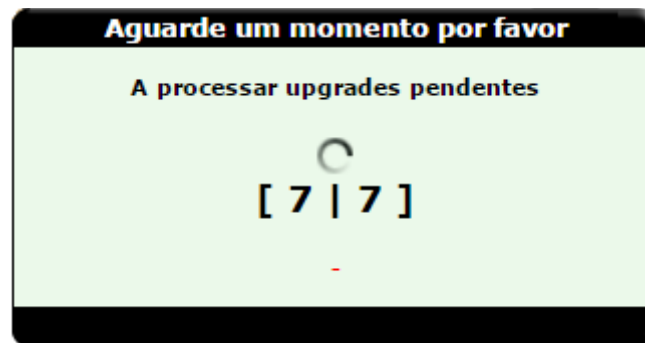 Aguarde um momento por favor
A processar upgrades pendentes
[ 7 | 7 ]
-